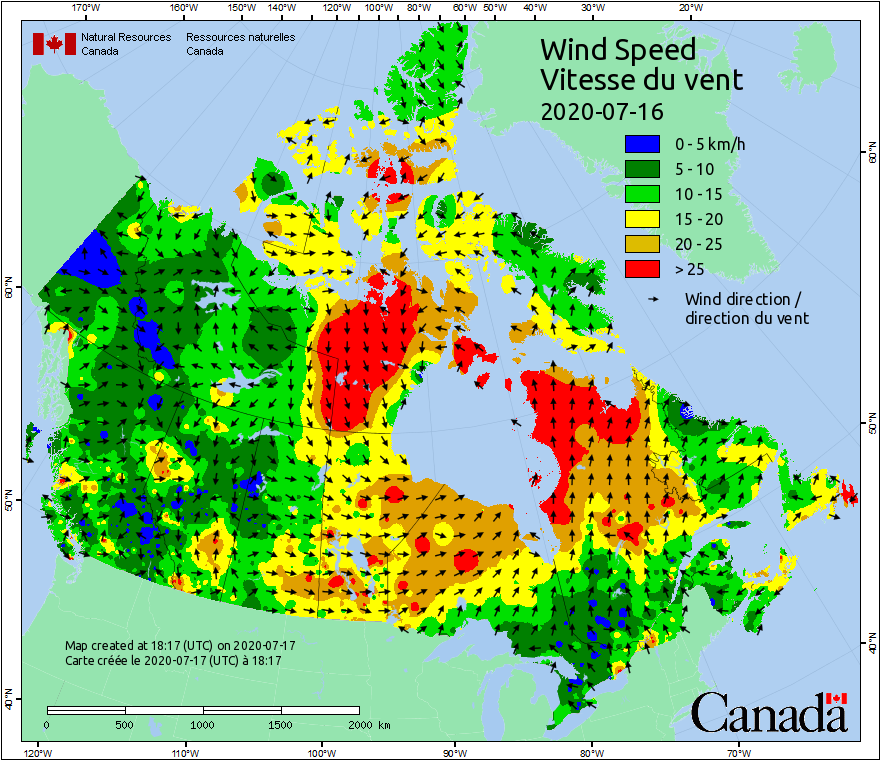 170°W 160°W 150°W 140°W 120°W 100°W 80°W 60°W 50°W 40°W 30°W 20°W
Natural Resources Ressources naturelles
Canada Canada
Wind Speed
Vitesse du vent
2020-07-16
0 - 5 km/h
5 - 10
10 - 15
15 - 20
20 - 25
> 25
Wind direction /
direction du vent
60°N 60°N
50°N 50°N
40°N 40°N
Map created at 18:17 (UTC) on 2020-07-17
Carte créée le 2020-07-17 (UTC) à 18:17
0 500 1000 1500 2000 km
Canada
120°W 110°W 100°W 90°W 80°W 70°W